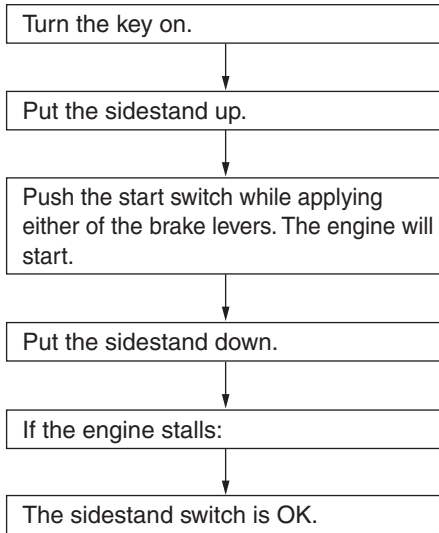 Turn the key on.
Put the sidestand up.
Push the start switch while applying
either of the brake levers. The engine will
start.
Put the sidestand down.
If the engine stalls:
The sidestand switch is OK.